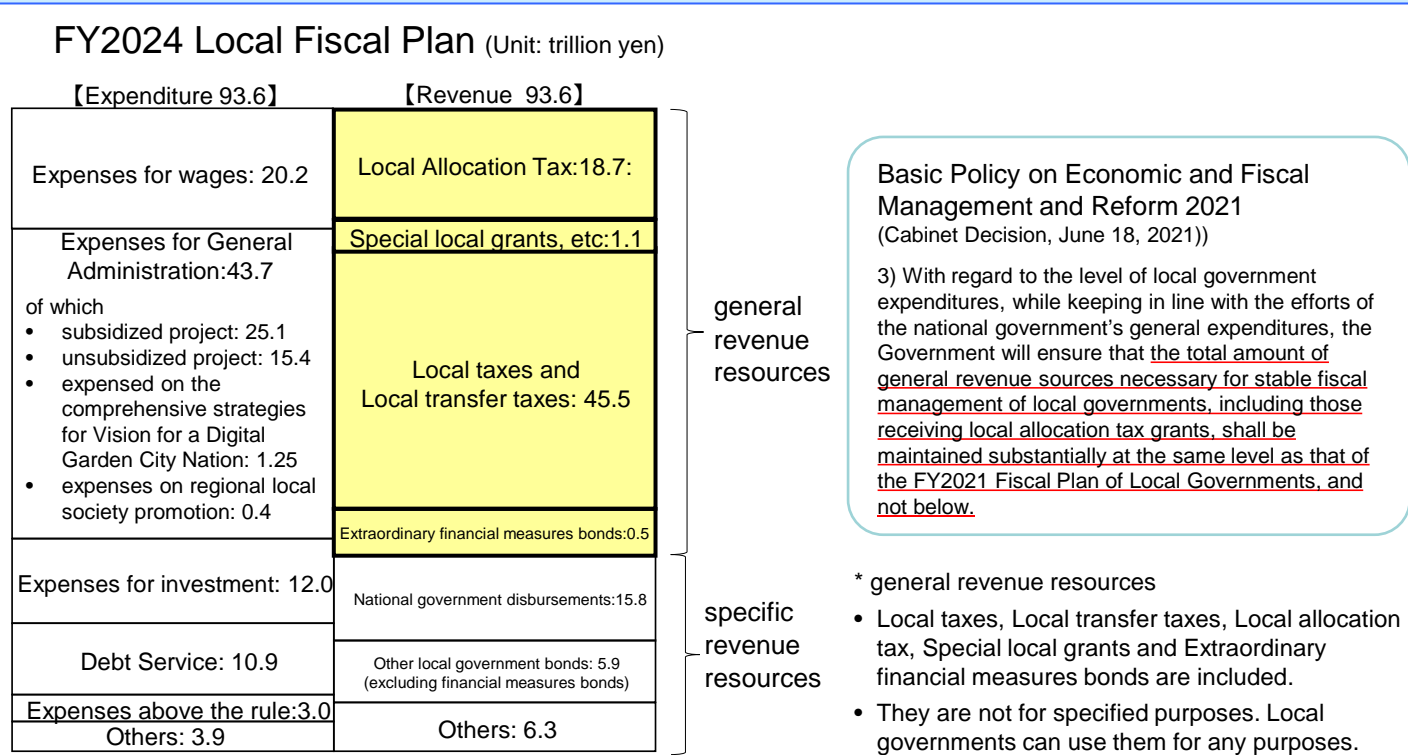 FY2024 Local Fiscal Plan (Unit: trillion yen)
【Expenditure 93.6】
Expenses for wages: 20.2
Expenses for General
Administration:43.7
of which
• subsidized project: 25.1
• unsubsidized project: 15.4
• expensed on the
comprehensive strategies
for Vision for a Digital
Garden City Nation: 1.25
• expenses on regional local
society promotion: 0.4
Expenses for investment: 12.0
Debt Service: 10.9
Expenses above the rule:3.0
Others: 3.9
【Revenue 93.6】
Local Allocation Tax:18.7:
Special local grants, etc:1.1
Local taxes and
Local transfer taxes: 45.5
Extraordinary financial measures bonds:0.5
National government disbursements:15.8
Other local government bonds: 5.9
(excluding financial measures bonds)
Others: 6.3
general
revenue
resources
specific
revenue
resources
Basic Policy on Economic and Fiscal
Management and Reform 2021
(Cabinet Decision, June 18, 2021))
3) With regard to the level of local government
expenditures, while keeping in line with the efforts of
the national government's general expenditures, the
Government will ensure that the total amount of
general revenue sources necessary for stable fiscal
management of local governments, including those
receiving local allocation tax grants, shall be
maintained substantially at the same level as that of
the FY2021 Fiscal Plan of Local Governments, and
not below.
* general revenue resources
• Local taxes, Local transfer taxes, Local allocation
tax, Special local grants and Extraordinary
financial measures bonds are included.
• They are not for specified purposes. Local
governments can use them for any purposes.